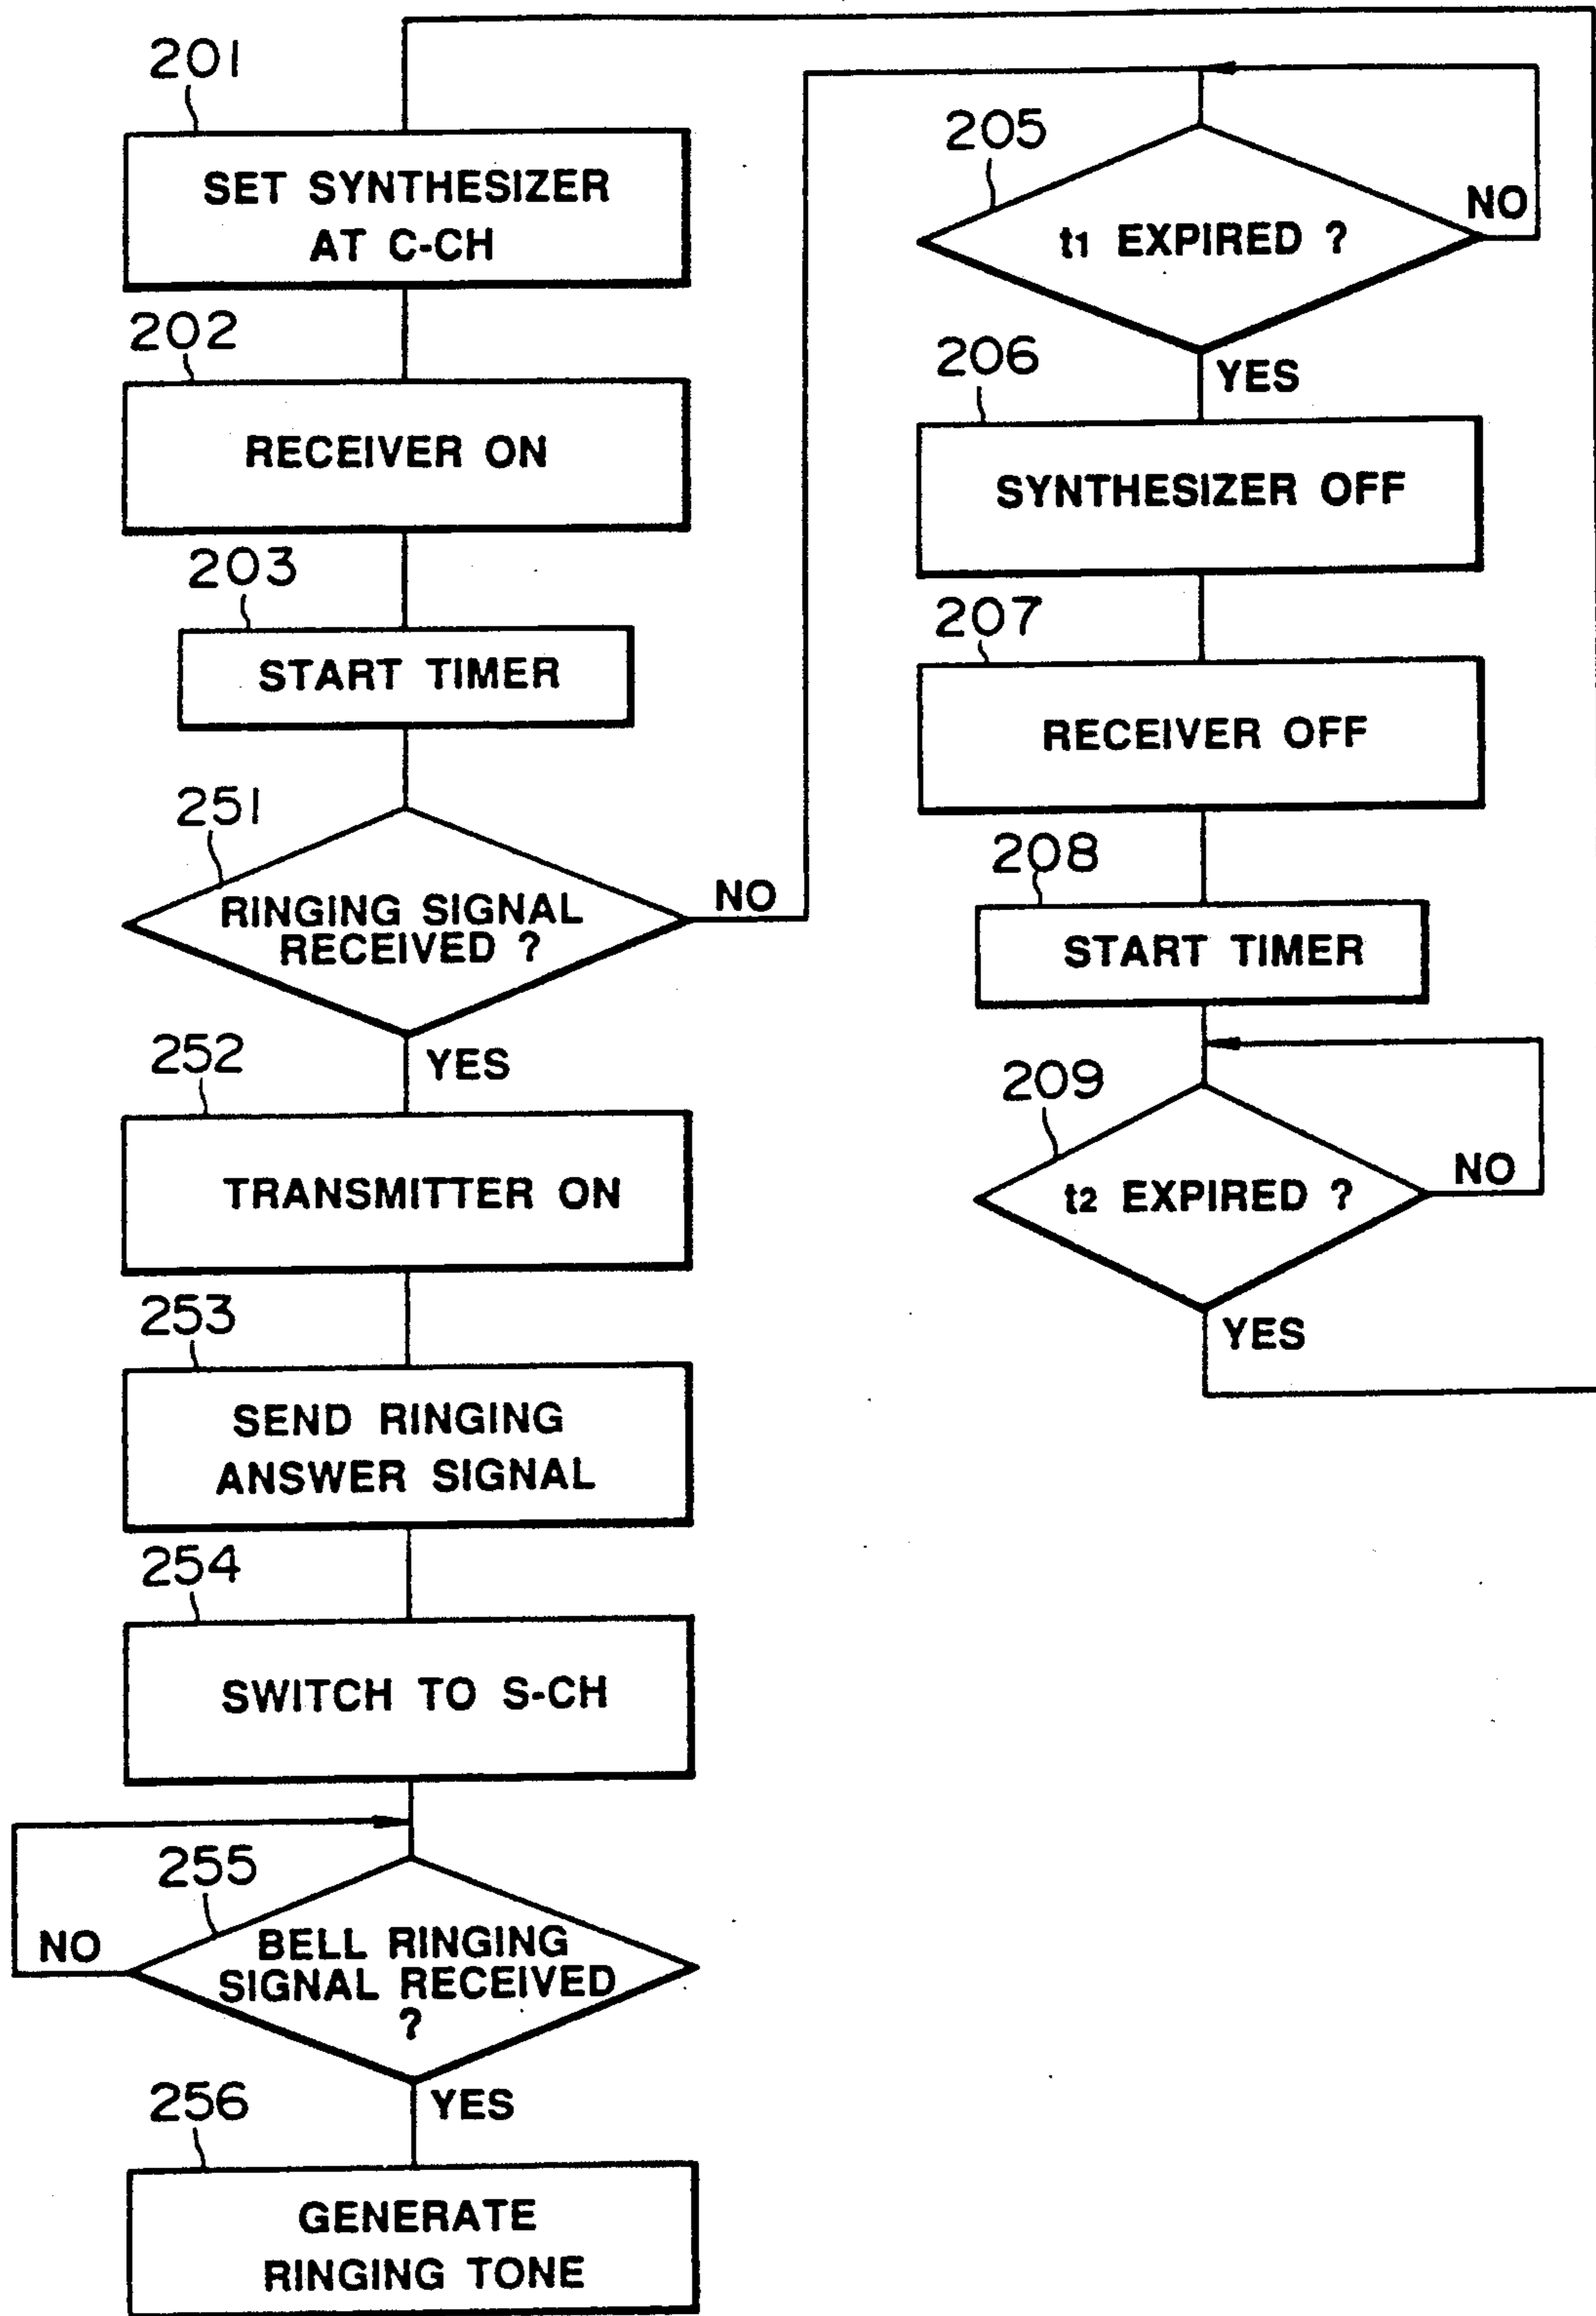 201
SET SYNTHESIZER
AT C-CH
202
RECEIVER ON
203
START TIMER
251
RINGING SIGNAL
RECEIVED ?
NO
YES
252
TRANSMITTER ON
253
SEND RINGING
ANSWER SIGNAL
254
SWITCH TO S-CH
255
BELL RINGING
SIGNAL RECEIVED
?
NO
YES
256
GENERATE
RINGING TONE
205
t1 EXPIRED ?
NO
YES
206
SYNTHESIZER OFF
207
RECEIVER OFF
208
START TIMER
209
t2 EXPIRED ?
NO
YES